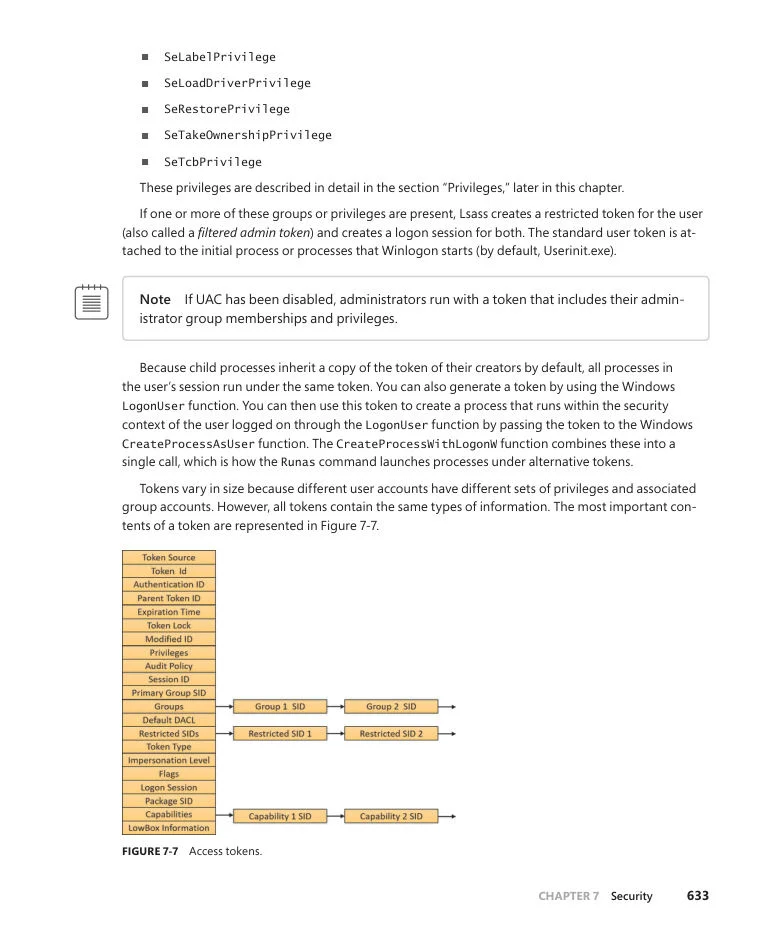 ■ SeLabelPrivilege
■ SeLoadDriverPrivilege
■ SeRestorePrivilege
■ SeTakeOwnershipPrivilege
■ SeTcbPrivilege
These privileges are described in detail in the section “Privileges,” later in this chapter.
If one or more of these groups or privileges are present, Lsass creates a restricted token for the user
(also called a filtered admin token) and creates a logon session for both. The standard user token is at-
tached to the initial process or processes that Winlogon starts (by default, Userinit.exe).
Note If UAC has been disabled, administrators run with a token that includes their admin-
istrator group memberships and privileges.
Because child processes inherit a copy of the token of their creators by default, all processes in
the user’s session run under the same token. You can also generate a token by using the Windows
LogonUser function. You can then use this token to create a process that runs within the security
context of the user logged on through the LogonUser function by passing the token to the Windows
CreateProcessAsUser function. The CreateProcessWithLogonW function combines these into a
single call, which is how the Runas command launches processes under alternative tokens.
Tokens vary in size because different user accounts have different sets of privileges and associated
group accounts. However, all tokens contain the same types of information. The most important con-
tents of a token are represented in Figure 7-7.
Token Source
Token Id
Authentication ID
Parent Token ID
Expiration Time
Token Lock
Modified ID
Privileges
Audit Policy
Session ID
Primary Group SID
Groups Group 1 SID Group 2 SID
Default DACL
Restricted SIDs Restricted SID 1 Restricted SID 2
Token Type
Impersonation Level
Flags
Logon Session
Package SID
Capabilities Capability 1 SID Capability 2 SID
LowBox Information
FIGURE 7-7 Access tokens.
CHAPTER 7 Security 633